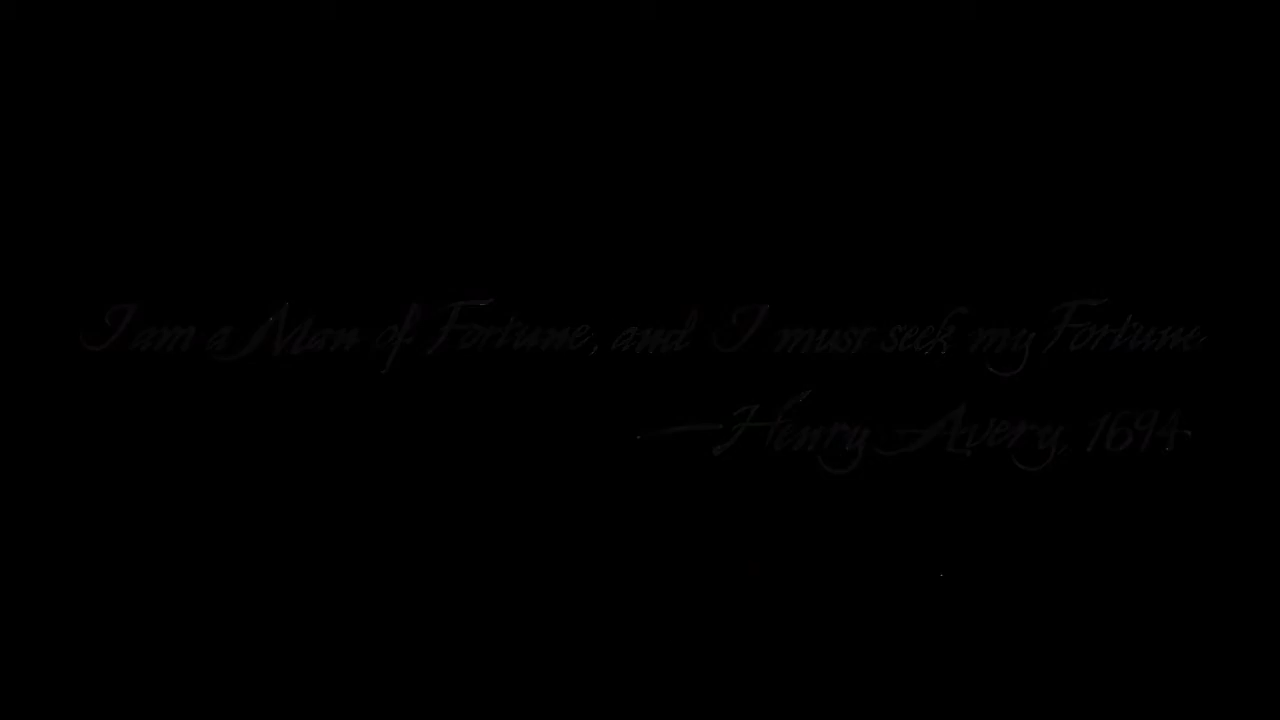 I am a Man of Fortune, and I must seek my Fortune
—Henry Avery, 1694